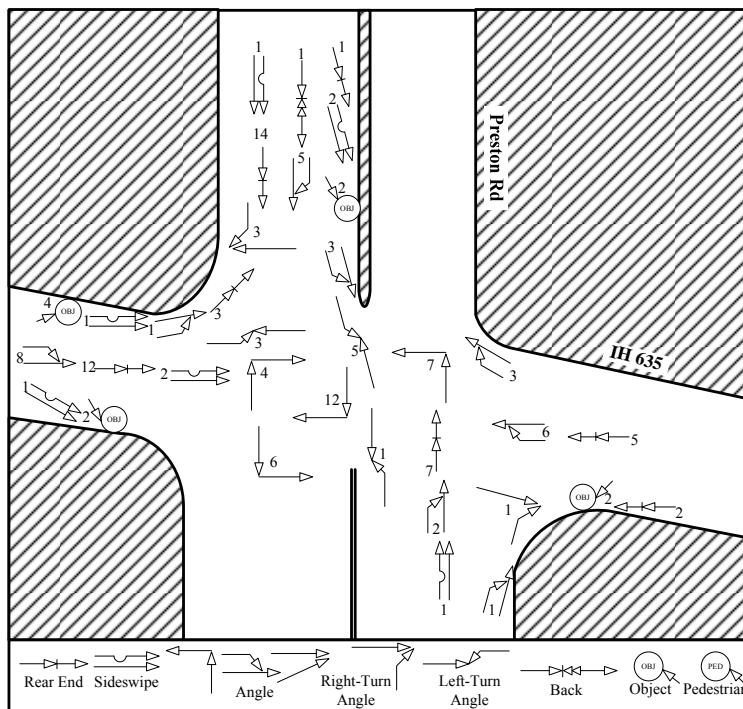 1
1
1
2
14
5
2
OBJ
Preston Rd
3
3
4
OBJ
1
1
3
3
5
7
3
IH 635
8
12
2
4
12
1
2
OBJ
6
5
6
1
7
OBJ
2
2
1
2
1
1
OBJ
PED
Rear End
Sideswipe
Angle
Right-Turn
Angle
Left-Turn
Angle
Back
Object
Pedestrian